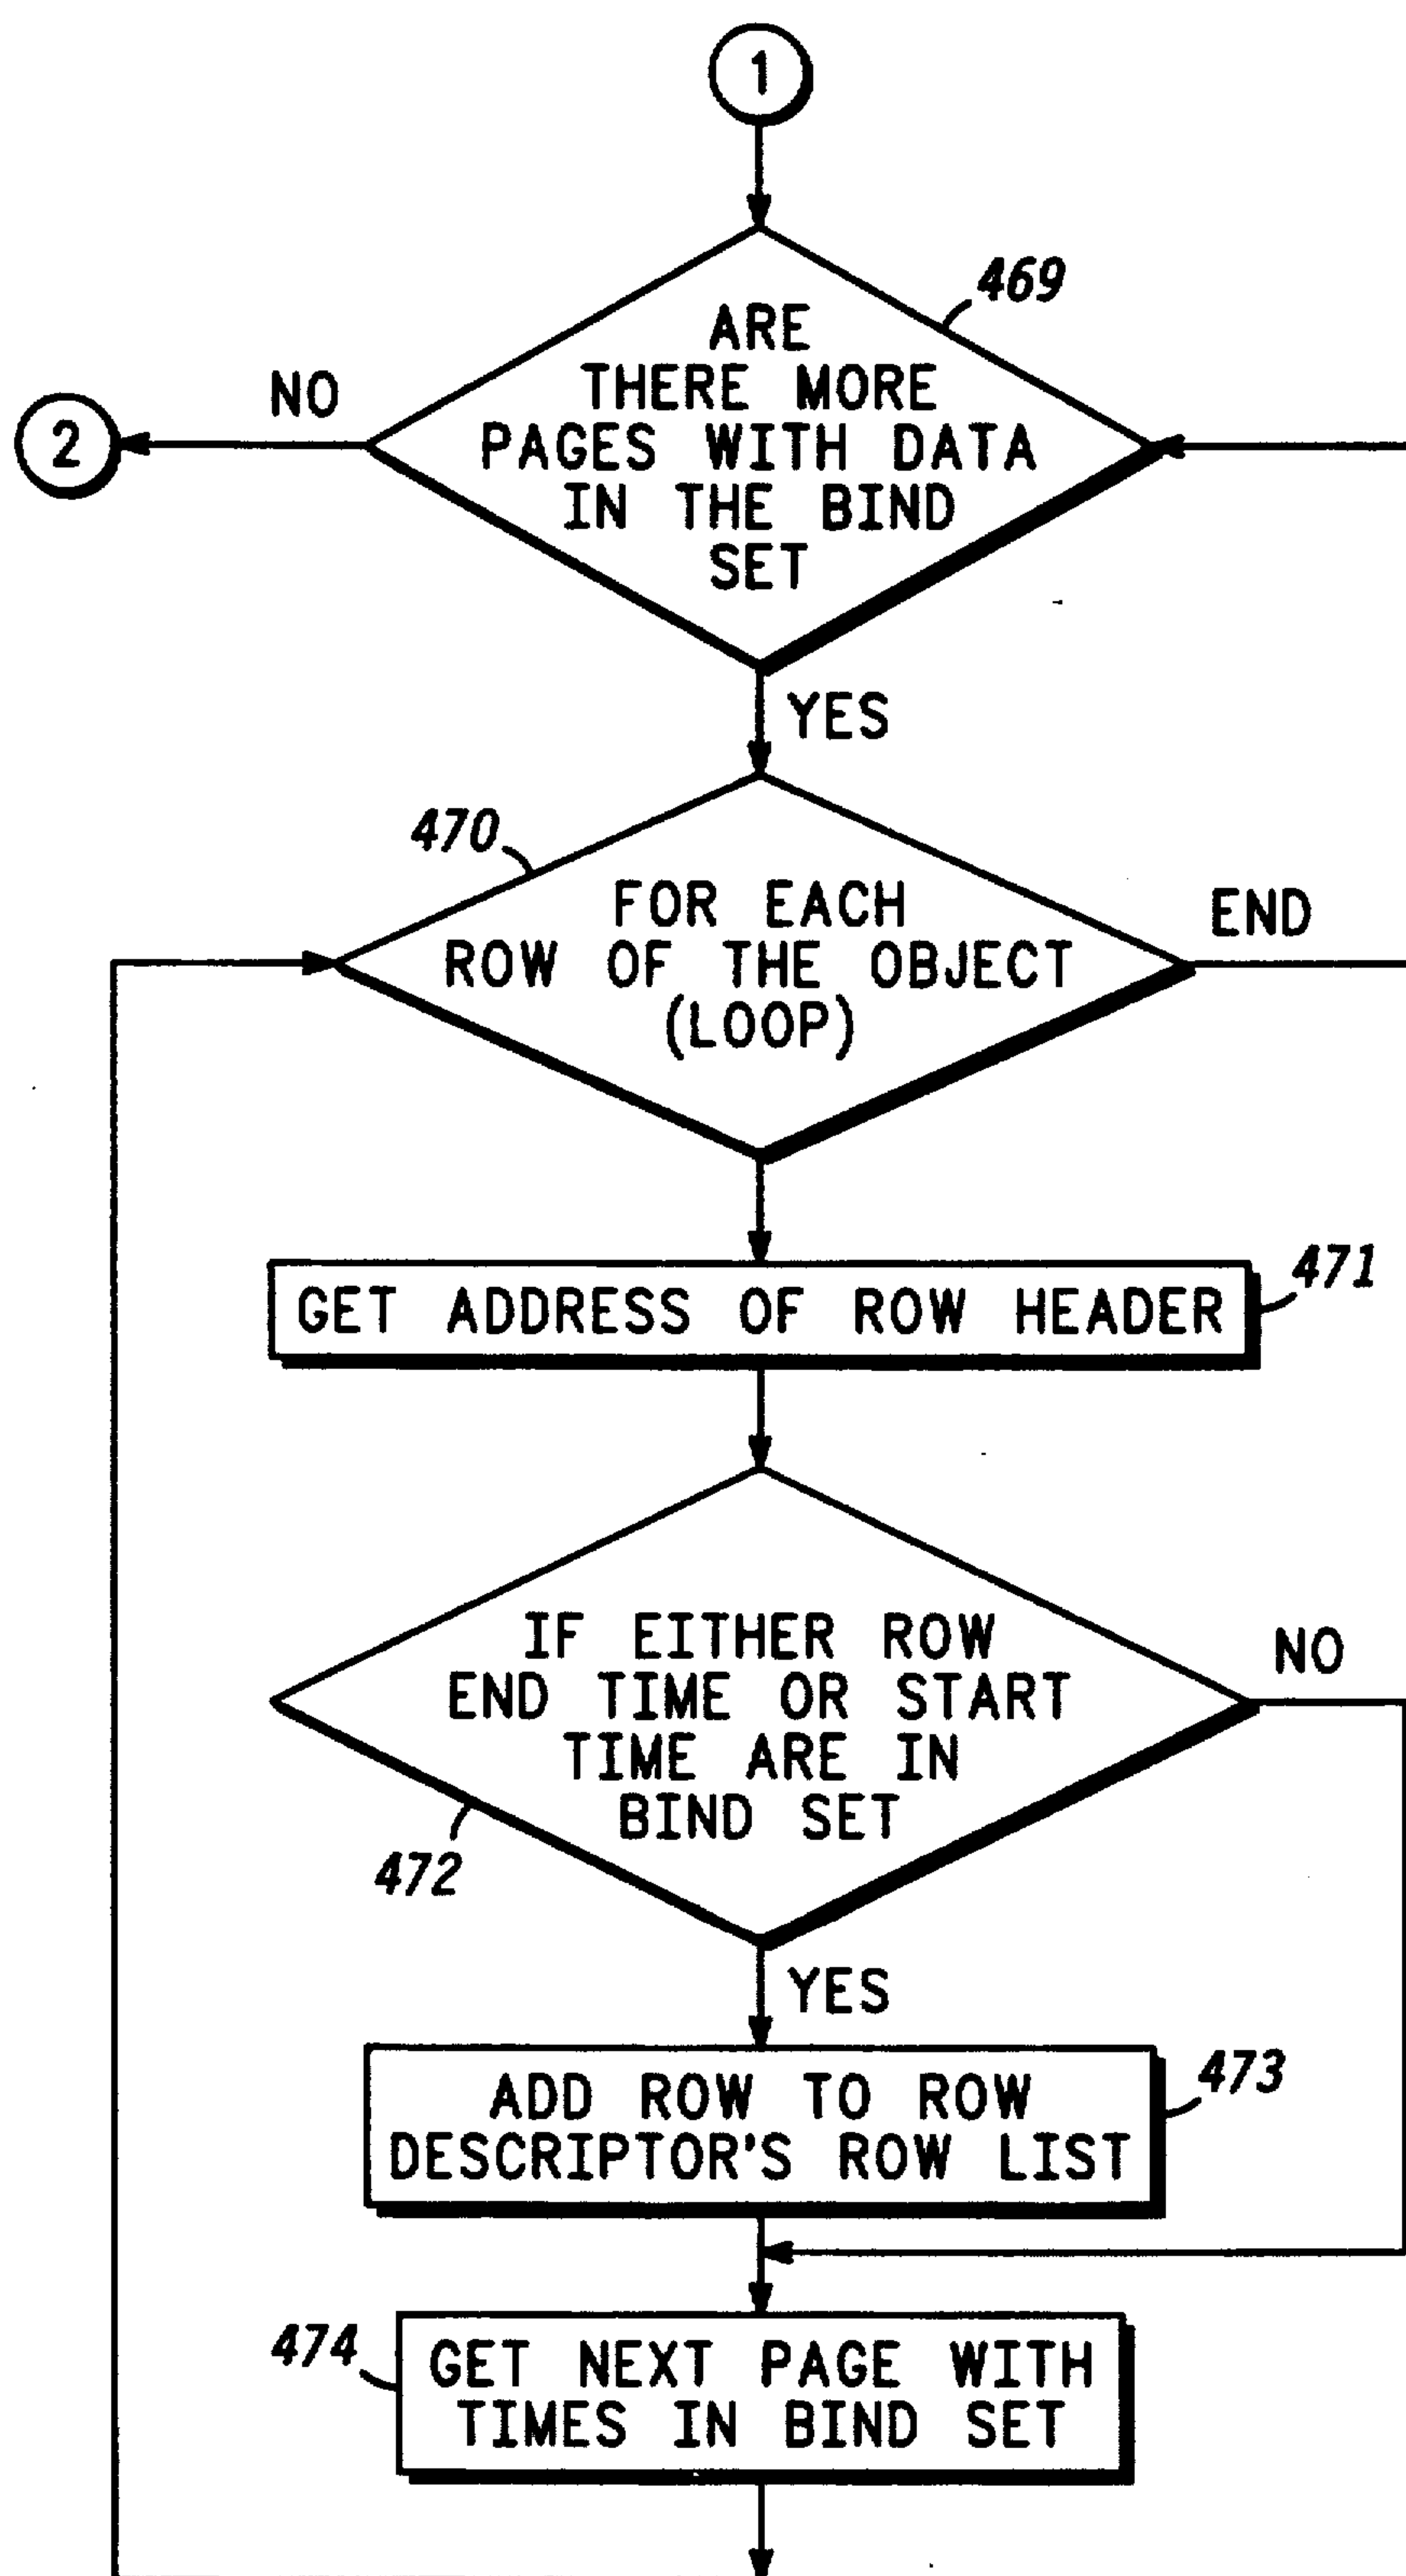 1
469
ARE
THERE MORE
PAGES WITH DATA
IN THE BIND
SET
NO
2
YES
470
FOR EACH
ROW OF THE OBJECT
(LOOP)
END
GET ADDRESS OF ROW HEADER
471
IF EITHER ROW
END TIME OR START
TIME ARE IN
BIND SET
NO
472
YES
ADD ROW TO ROW
DESCRIPTOR'S ROW LIST
473
474
GET NEXT PAGE WITH
TIMES IN BIND SET